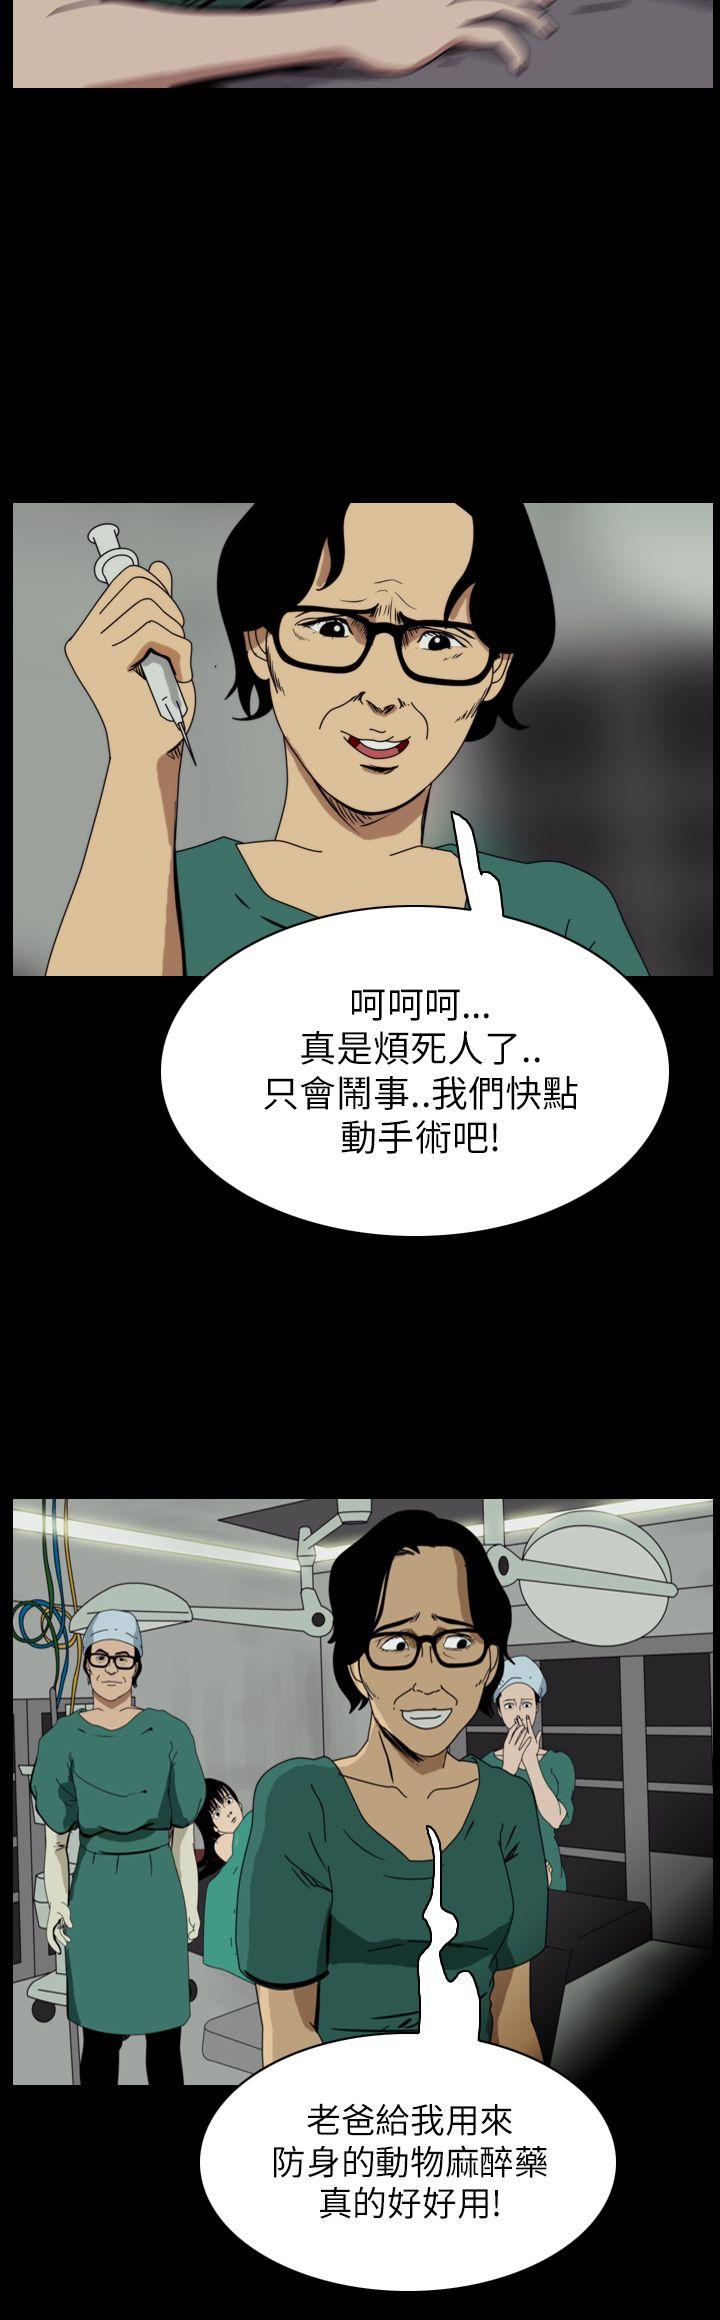 呵呵呵...
真是煩死人了..
只會鬧事..我們快點
動手術吧!
老爸給我用來
防身的動物麻醉藥
真的好好用!